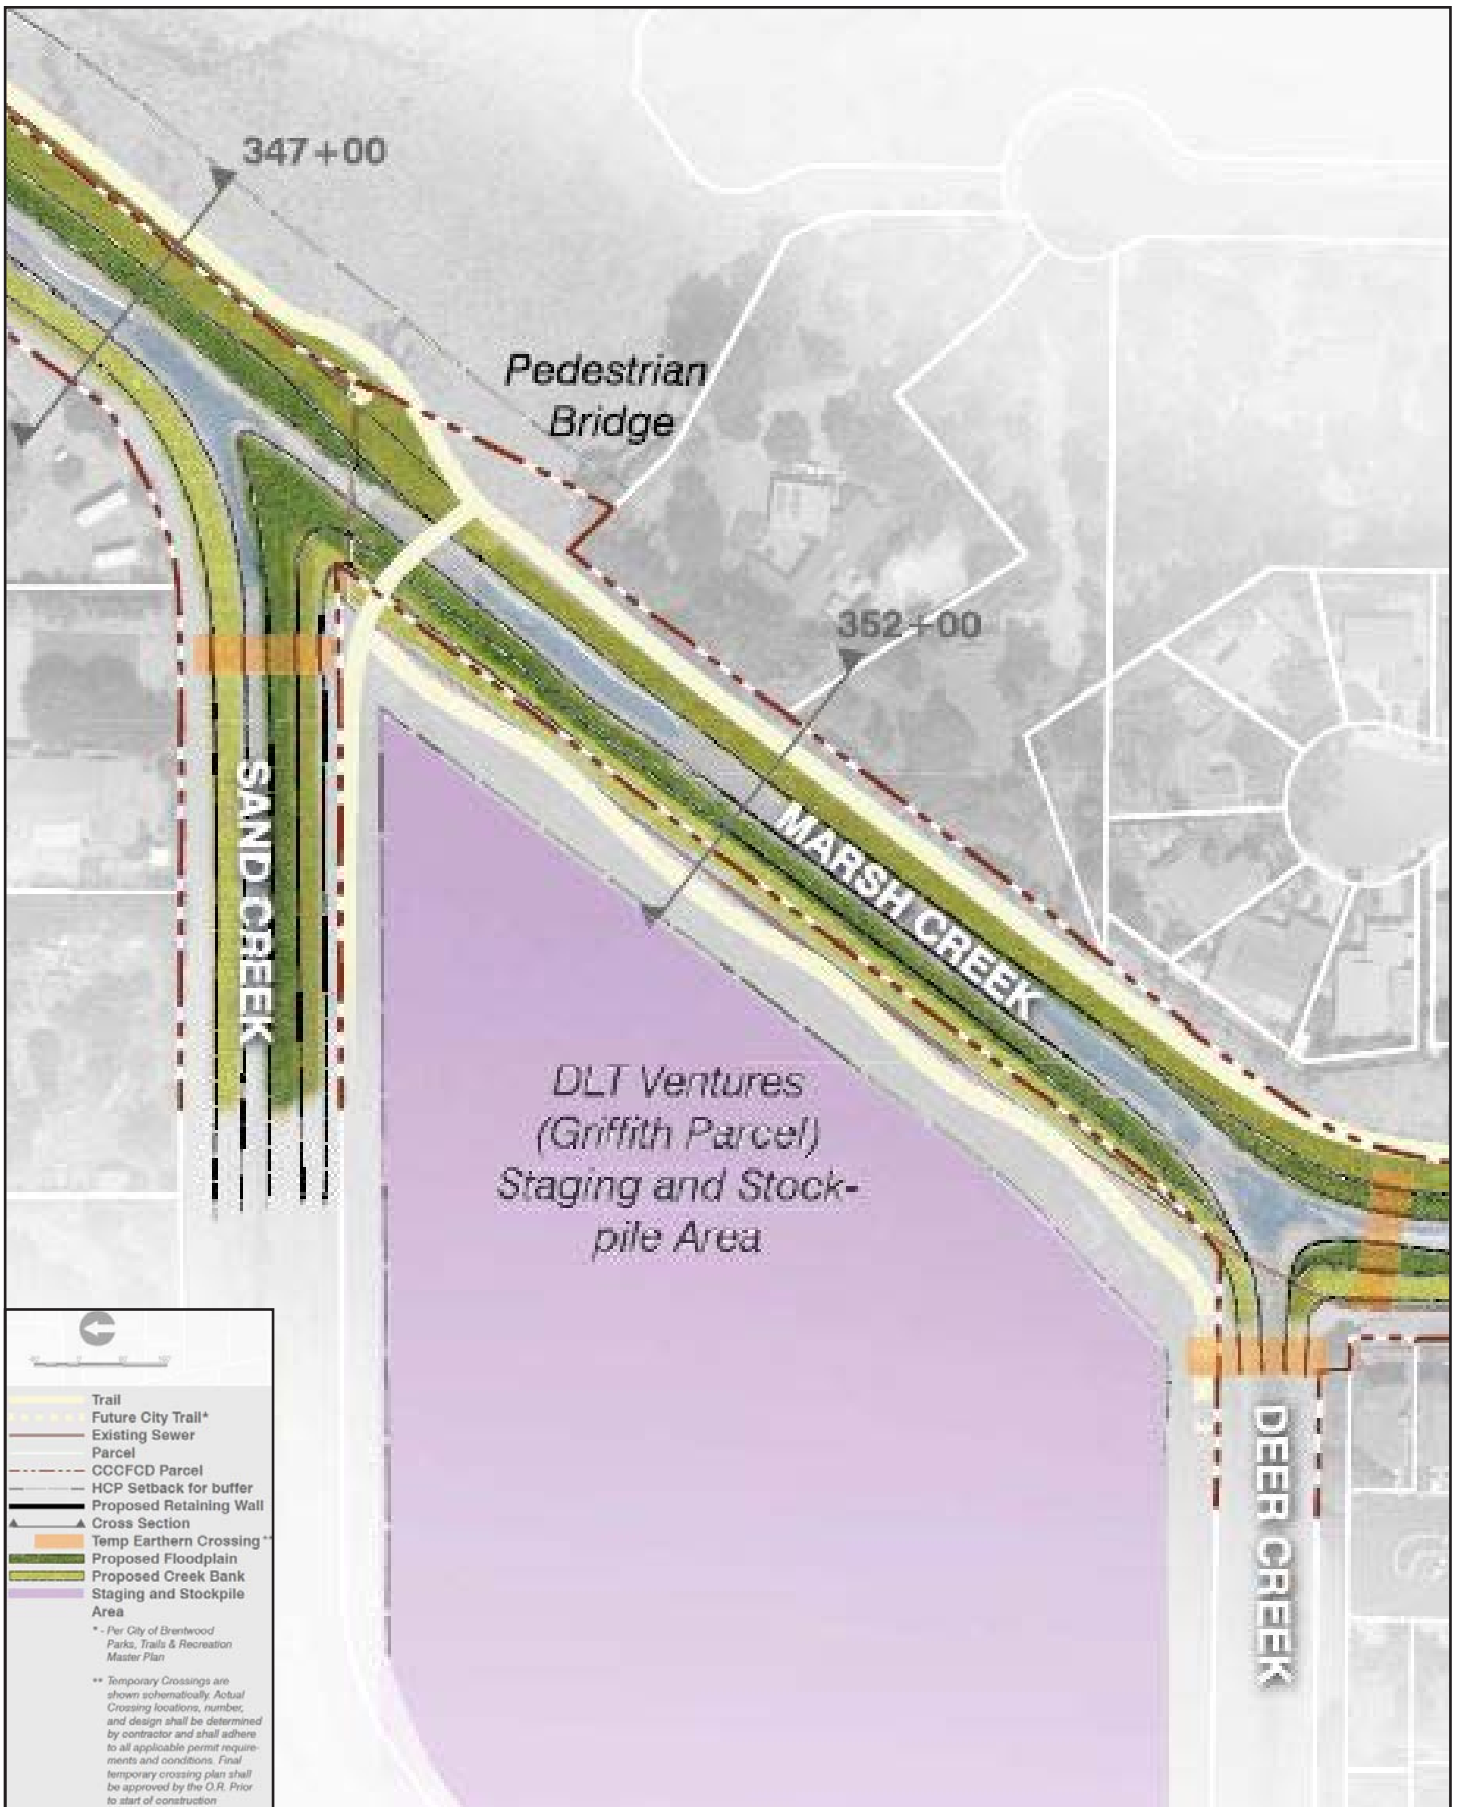 347+00
Pedestrian
Bridge
352+00
SAND CREEK
MARSH CREEK
DLT Ventures
(Griffith Parcel)
Staging and Stock-
pile Area
DEER CREEK
Trail
Future City Trail*
Existing Sewer
Parcel
CCCFCD Parcel
HCP Setback for buffer
Proposed Retaining Wall
Cross Section
Temp Earthern Crossing**
Proposed Floodplain
Proposed Creek Bank
Staging and Stockpile
Area
* - Per City of Brentwood
Parks, Trails & Recreation
Master Plan
** Temporary Crossings are
shown schematically. Actual
Crossing locations, number,
and design shall be determined
by contractor and shall adhere
to all applicable permit require-
ments and conditions. Final
temporary crossing plan shall
be approved by the O.R. Prior
to start of construction